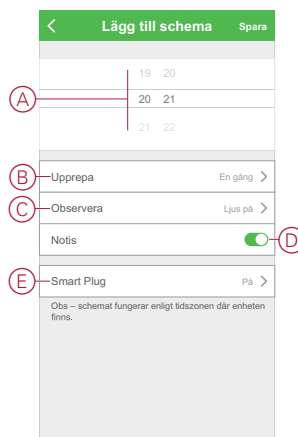 Lägg till schema Spara
19 20
A 20 21
21 22
B Upprepa En gång
C Observera Ljus på
Notis D
E Smart Plug På
Obs – schemat fungerar enligt tidszonen där enheten
finns.